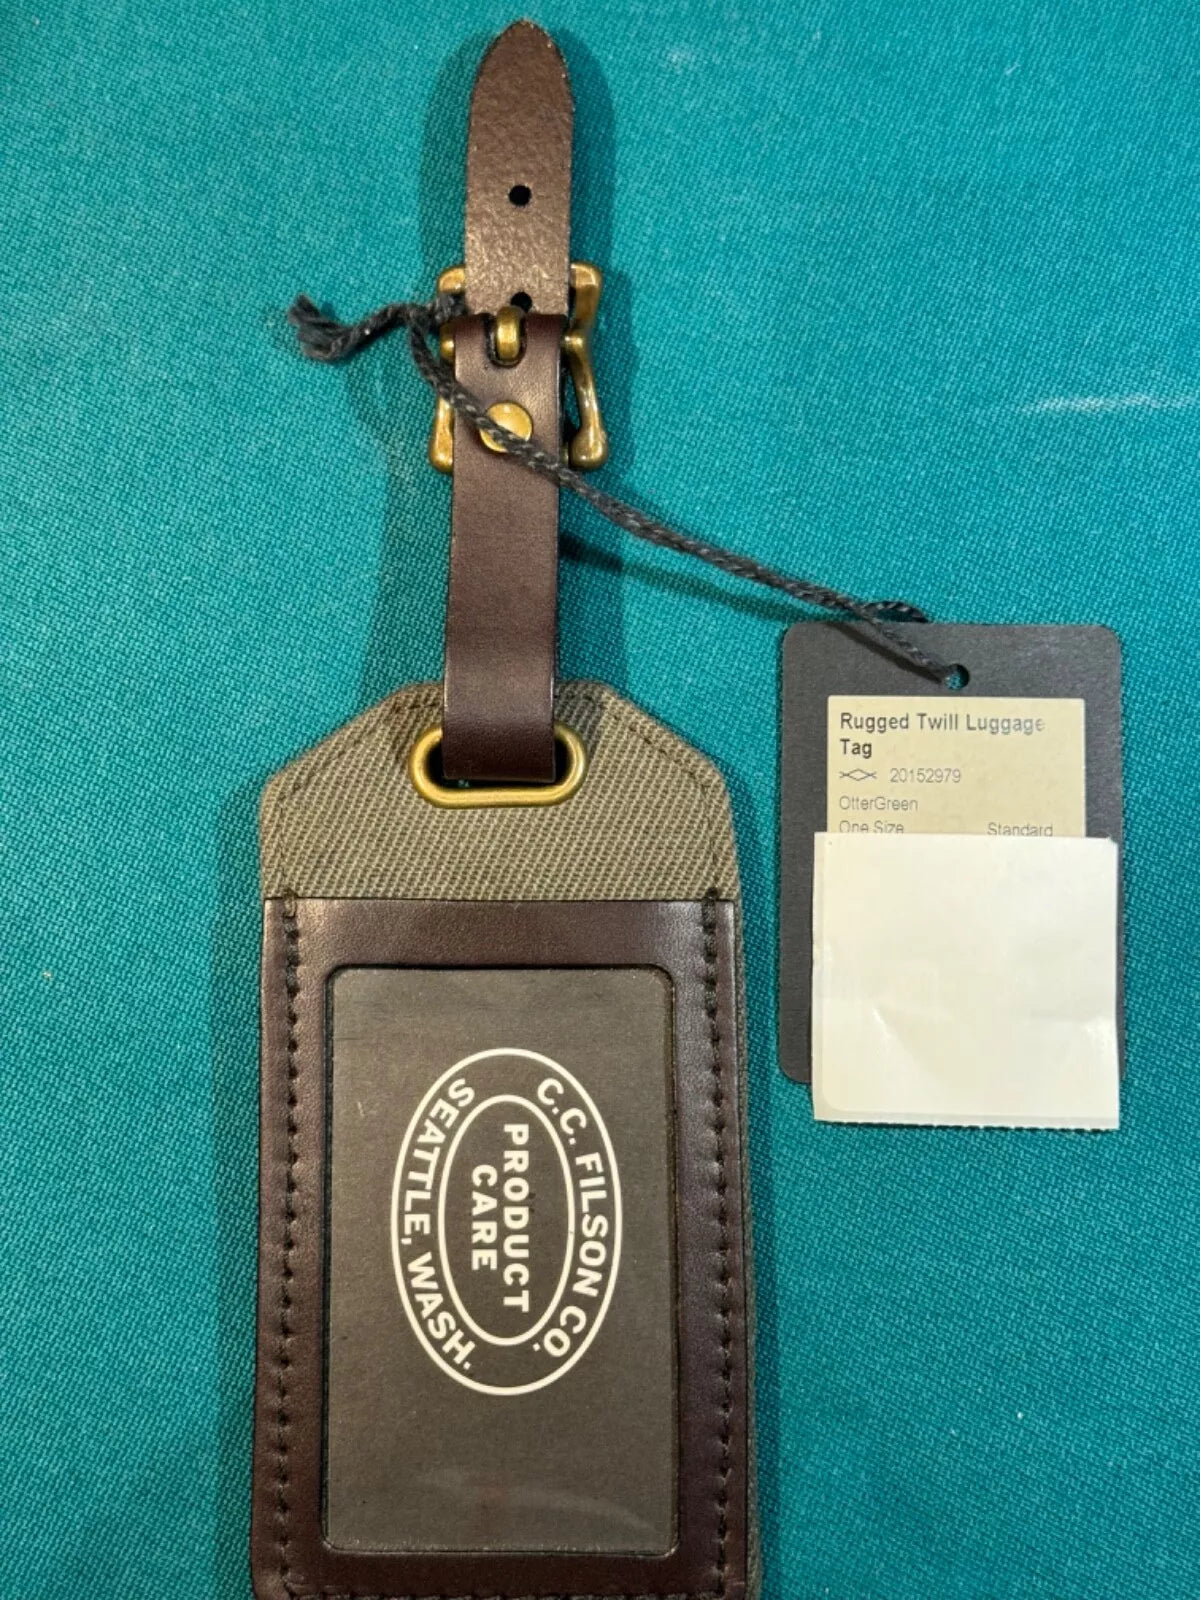 Rugged Twill Luggage
Tag
20152979
OtterGreen
One Size Standard
C.C. FILSON CO.
PRODUCT
CARE
SEATTLE, WASH.